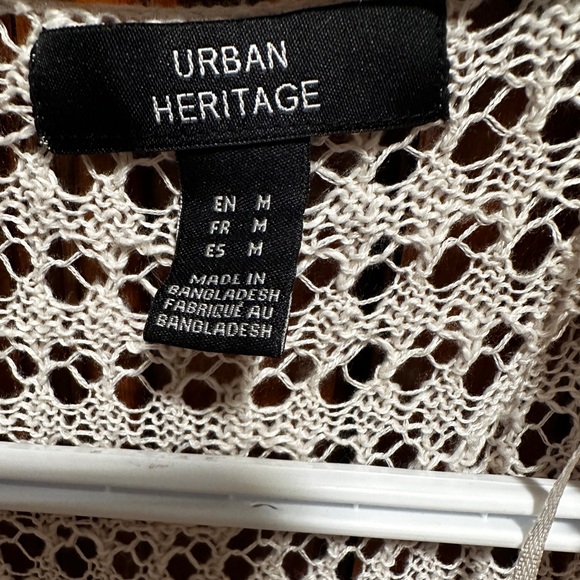 URBAN
HERITAGE
EN M
FR M
ES M
MADE IN
BANGLADESH
FABRIQUÉ AU
BANGLADESH